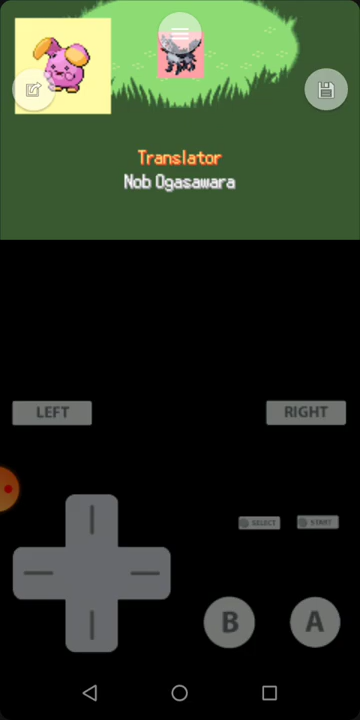 Translator
Nob Ogasawara
LEFT
RIGHT
SELECT
START
B
A